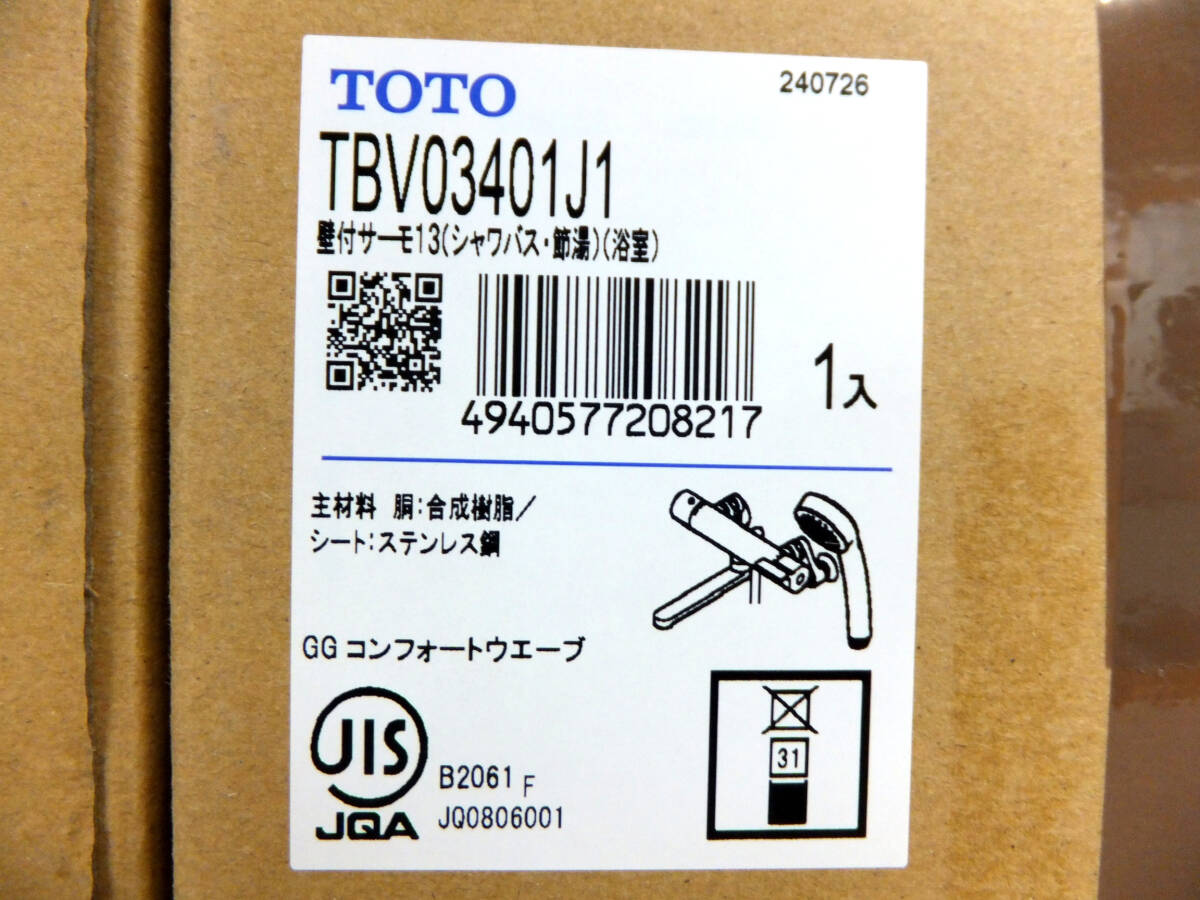 TOTO
240726
TBV03401J1
壁付サーモ13(シャワバス・節湯)(浴室)
4940577208217
1入
主材料 胴:合成樹脂/
シート:ステンレス鋼
GG コンフォートウエーブ
JIS
JQA
B2061 F
JQ0806001
31